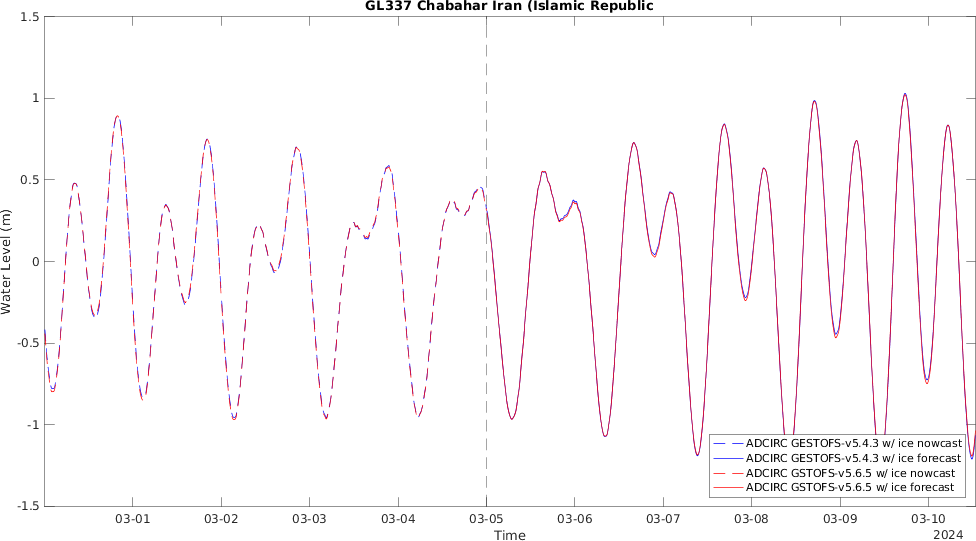 GL337 Chabahar Iran (Islamic Republic
1.5
1
0.5
0
-0.5
-1
-1.5
Water Level (m)
03-01 03-02 03-03 03-04 03-05 03-06 03-07 03-08 03-09 03-10
Time
2024
ADCIRC GESTOFS-v5.4.3 w/ ice nowcast
ADCIRC GESTOFS-v5.4.3 w/ ice forecast
ADCIRC GSTOFS-v5.6.5 w/ ice nowcast
ADCIRC GSTOFS-v5.6.5 w/ ice forecast